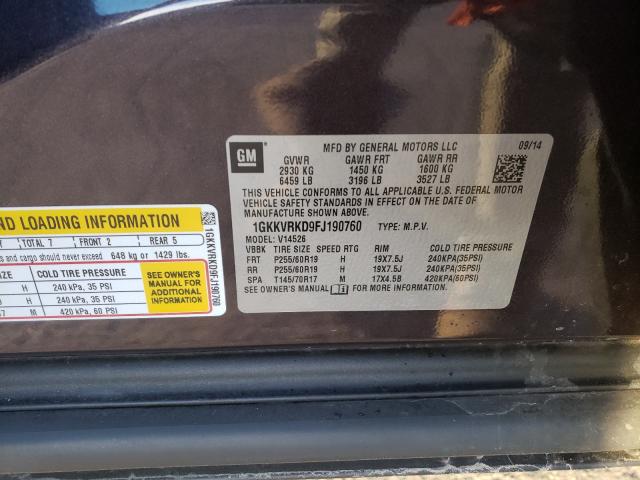 GM
MFD BY GENERAL MOTORS LLC 09/14
GVWR GAWR FRT GAWR RR
2930 KG 1450 KG 1600 KG
6459 LB 3196 LB 3527 LB
THIS VEHICLE CONFORMS TO ALL APPLICABLE U.S. FEDERAL MOTOR
VEHICLE SAFETY STANDARDS IN EFFECT ON THE DATE OF
MANUFACTURE SHOWN ABOVE.
1GKKVRKD9FJ190760 TYPE: M.P.V.
MODEL: V14526
VBBK TIRE SIZE SPEED RTG RIM COLD TIRE PRESSURE
FRT P255/60R19 H 19X7.5J 240KPA(35PSI)
RR P255/60R19 H 19X7.5J 240KPA(35PSI)
SPA T145/70R17 M 17X4.5B 420KPA(60PSI)
SEE OWNER'S MANUAL FOR MORE INFORMATION.
ND LOADING INFORMATION
TOTAL 7 FRONT 2 REAR 5
and cargo should never exceed 648 kg or 1429 lbs.
SIZE COLD TIRE PRESSURE
H 240 kPa, 35 PSI
H 240 kPa, 35 PSI
M 420 kPa, 60 PSI
SEE OWNER'S
MANUAL FOR
ADDITIONAL
INFORMATION
1GKKVRKD9FJ190760